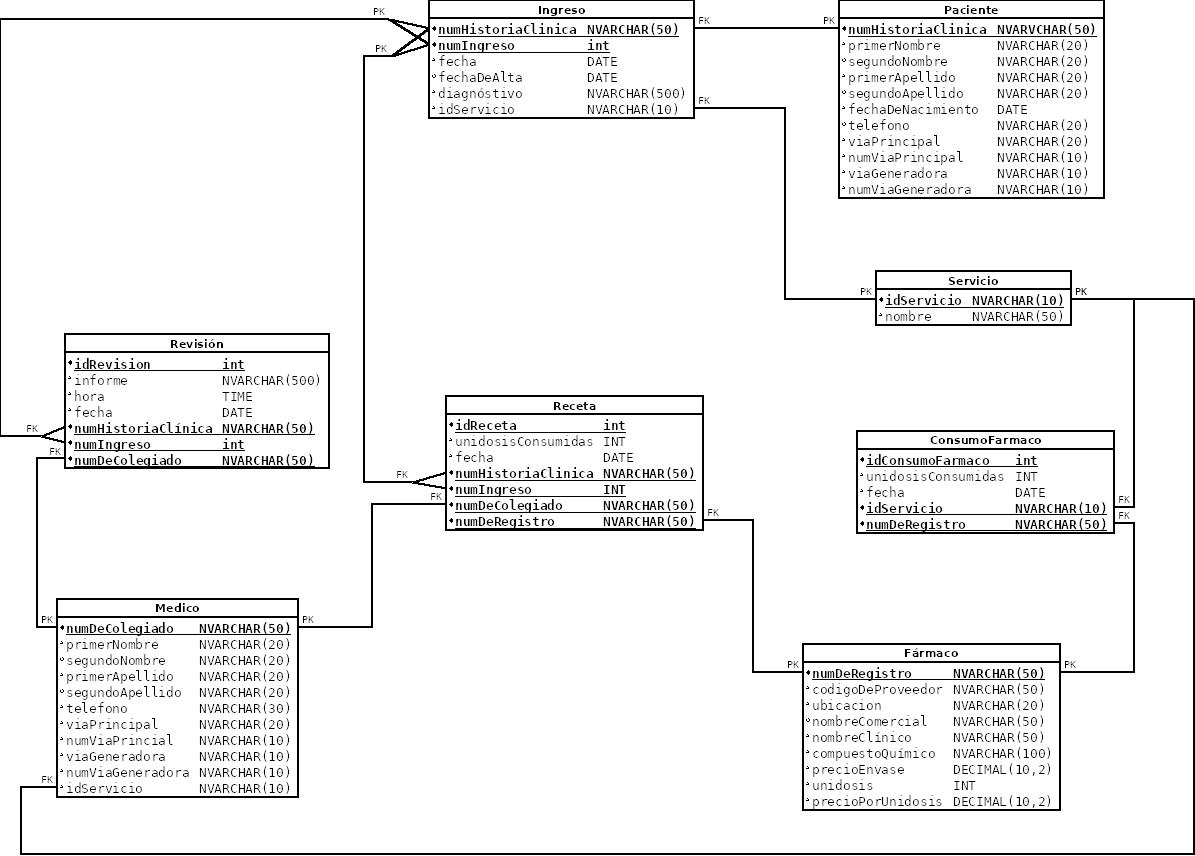 PK
PK
Ingreso
numHistoriaClinica NVARCHAR(50)
numIngreso int
fecha DATE
fechaDeAlta DATE
diagnóstivo NVARCHAR(500)
idServicio NVARCHAR(10)
FK
FK
PK
Paciente
numHistoriaClinica NVARVCHAR(50)
primerNombre NVARCHAR(20)
segundoNombre NVARCHAR(20)
primerApellido NVARCHAR(20)
segundoApellido NVARCHAR(20)
fechaDeNacimiento DATE
telefono NVARCHAR(20)
viaPrincipal NVARCHAR(20)
numViaPrincipal NVARCHAR(10)
viaGeneradora NVARCHAR(10)
numViaGeneradora NVARCHAR(10)
PK
Servicio
idServicio NVARCHAR(10)
nombre NVARCHAR(50)
PK
Revisión
idRevision int
informe NVARCHAR(500)
hora TIME
fecha DATE
numHistoriaClínica NVARCHAR(50)
numIngreso int
numDeColegiado NVARCHAR(50)
FK
FK
Receta
idReceta int
unidosisConsumidas INT
fecha DATE
numHistoriaClinica NVARCHAR(50)
numIngreso INT
numDeColegiado NVARCHAR(50)
numDeRegistro NVARCHAR(50)
FK
FK
FK
ConsumoFarmaco
idConsumoFarmaco int
unidosisConsumidas INT
fecha DATE
idServicio NVARCHAR(10)
numDeRegistro NVARCHAR(50)
FK
FK
PK
Medico
numDeColegiado NVARCHAR(50)
primerNombre NVARCHAR(20)
segundoNombre NVARCHAR(20)
primerApellido NVARCHAR(20)
segundoApellido NVARCHAR(20)
telefono NVARCHAR(30)
viaPrincipal NVARCHAR(20)
numViaPrincial NVARCHAR(10)
viaGeneradora NVARCHAR(10)
numViaGeneradora NVARCHAR(10)
idServicio NVARCHAR(10)
PK
FK
PK
Fármaco
numDeRegistro NVARCHAR(50)
codigoDeProveedor NVARCHAR(50)
ubicacion NVARCHAR(20)
nombreComercial NVARCHAR(50)
nombreClínico NVARCHAR(50)
compuestoQuímico NVARCHAR(100)
precioEnvase DECIMAL(10,2)
unidosis INT
precioPorUnidosis DECIMAL(10,2)
PK